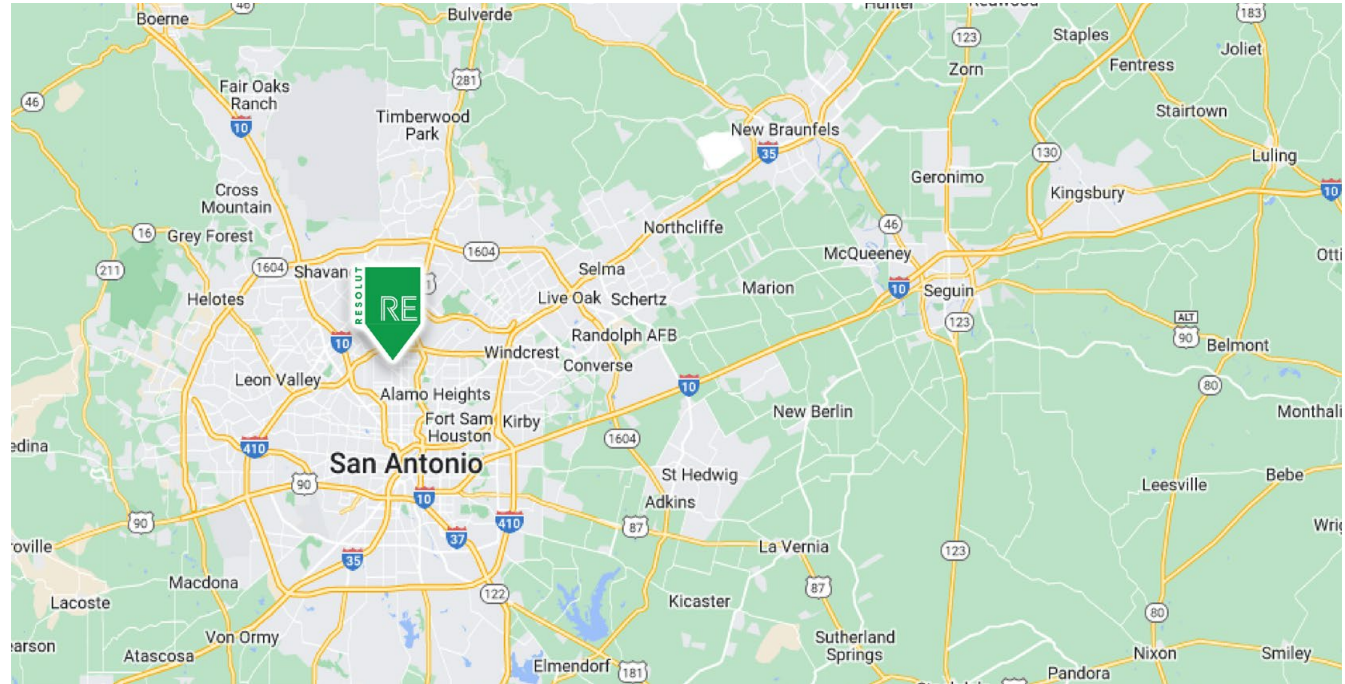 46
Boerne
Bulverde
123
Staples
183
Joliet
Zorn
Fentress
281
Fair Oaks
Ranch
46
10
Timberwood
Park
Stairtown
New Braunfels
35
130
Luling
Geronimo
Kingsbury
10
Cross
Mountain
16
Grey Forest
Northcliffe
46
1604
McQueeney
211
1604
Shavan
Selma
Helotes
RESOLUT
RE
1
Live Oak
Schertz
Marion
10
Seguin
123
ALT
90
Randolph AFB
Belmont
10
Windcrest
Converse
Leon Valley
Alamo Heights
10
80
Fort Sam
Houston
Kirby
New Berlin
Monthali
edina
410
1604
San Antonio
St Hedwig
Bebe
90
10
Leesville
Adkins
90
410
87
37
La Vernia
123
35
roville
Macdona
122
87
Lacoste
Kicaster
80
Von Ormy
Sutherland
Springs
earson
Atascosa
Nixon
Smiley
Elmendorf
181
Pandora